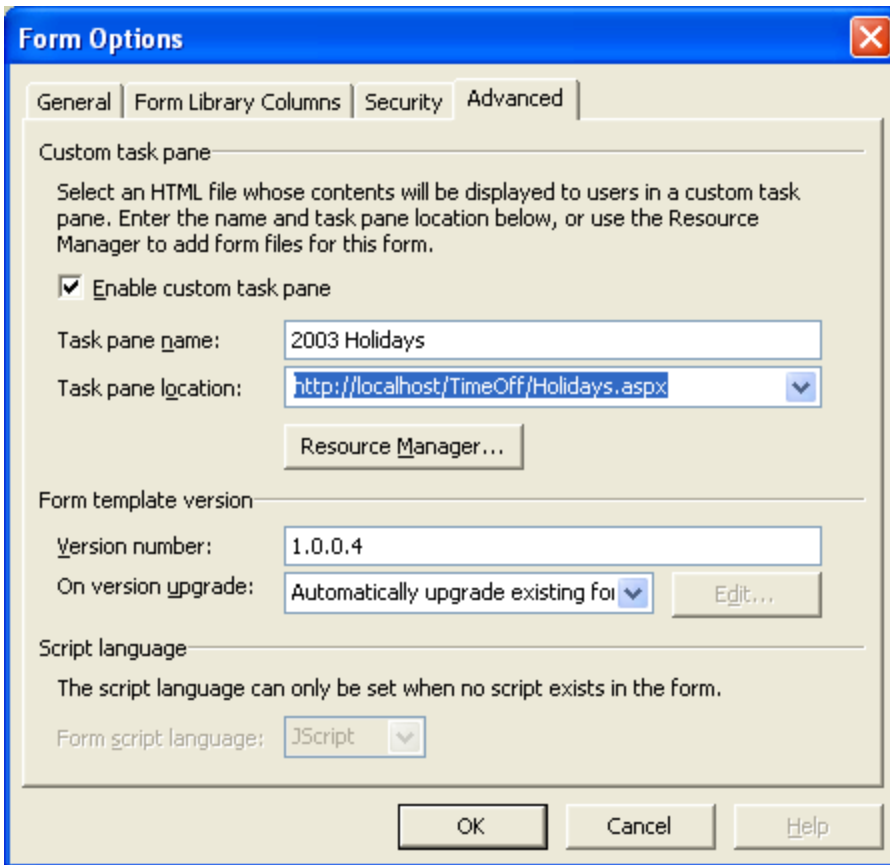 Form Options
General Form Library Columns Security Advanced
Custom task pane
Select an HTML file whose contents will be displayed to users in a custom task
pane. Enter the name and task pane location below, or use the Resource
Manager to add form files for this form.
Enable custom task pane
Task pane name: 2003 Holidays
Task pane location: http://localhost/TimeOff/Holidays.aspx
Resource Manager...
Form template version
Version number: 1.0.0.4
On version upgrade: Automatically upgrade existing Edit...
Script language
The script language can only be set when no script exists in the form.
Form script language: JScript
OK Cancel Help